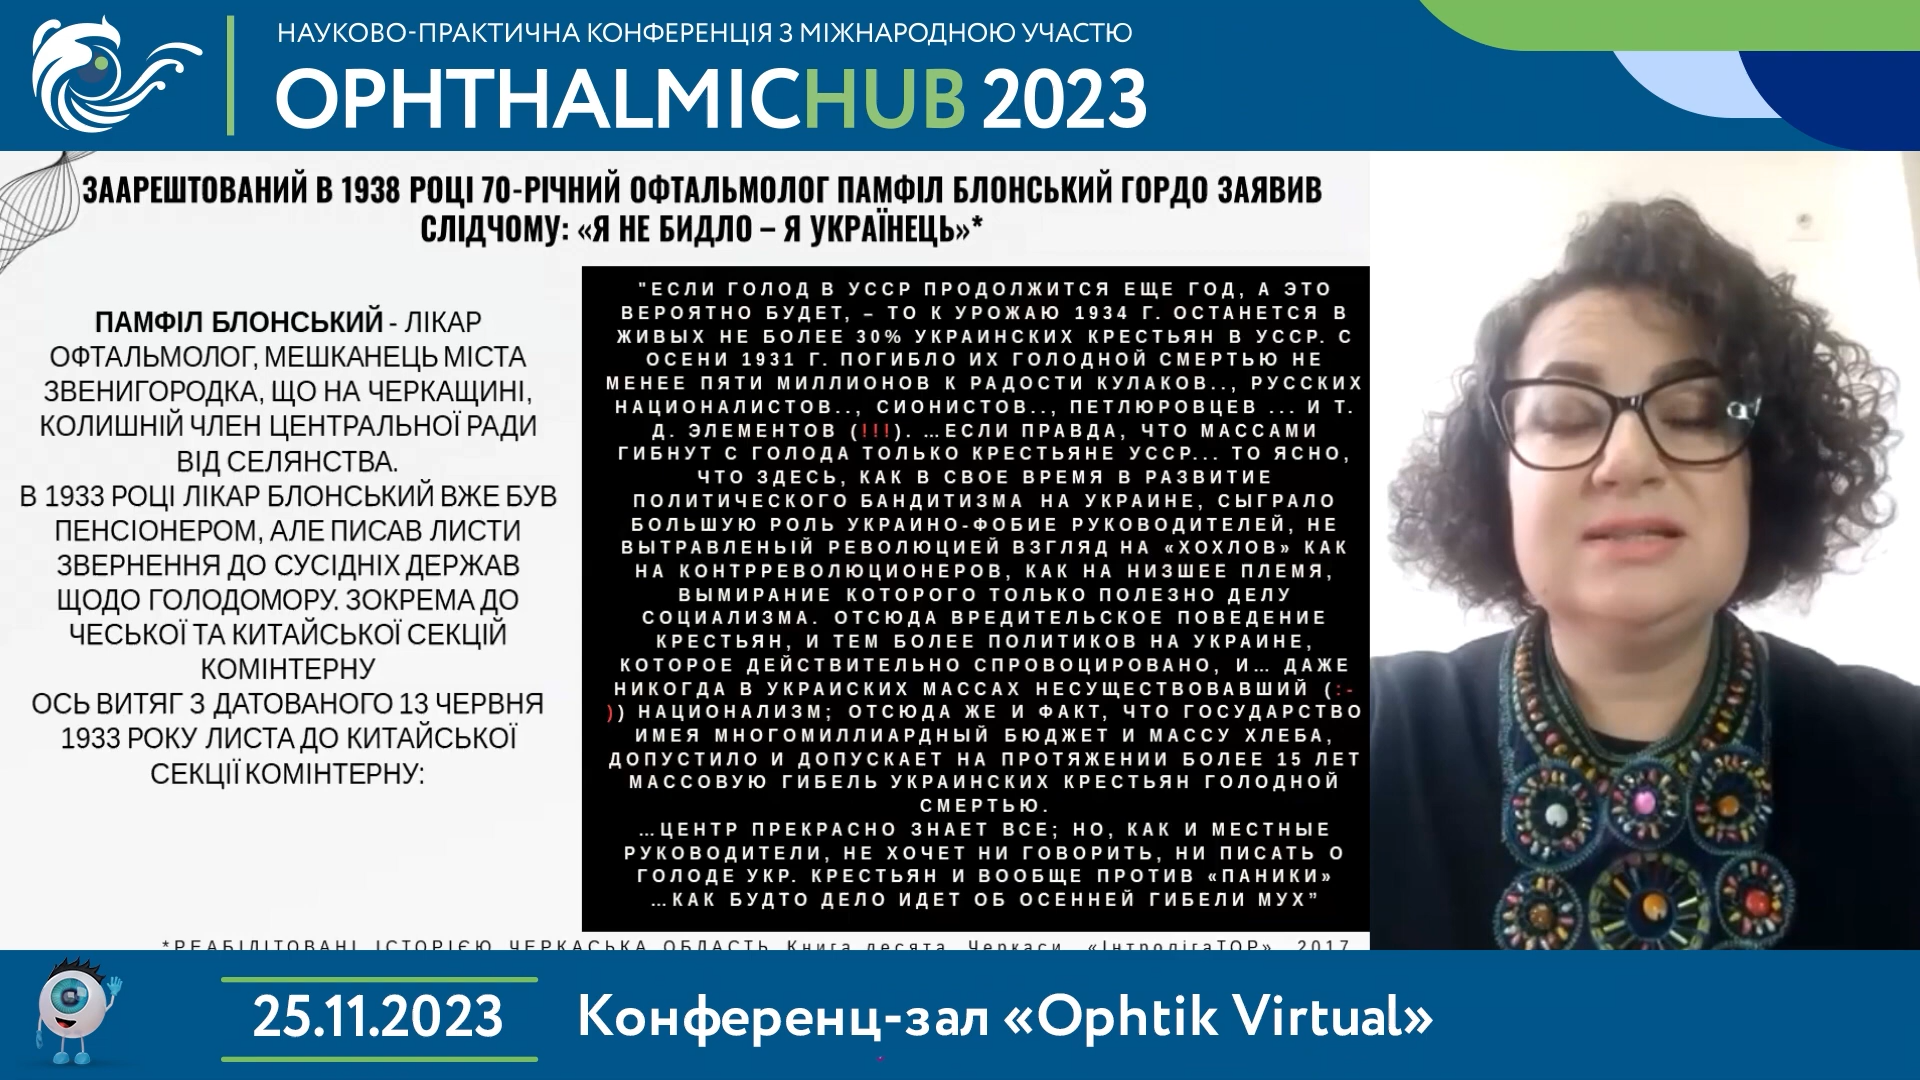 НАУКОВО-ПРАКТИЧНА КОНФЕРЕНЦІЯ З МІЖНАРОДНОЮ УЧАСТЮ
OPHTHALMICHUB 2023
ЗААРЕШТОВАНИЙ В 1938 РОЦІ 70-РІЧНИЙ ОФТАЛЬМОЛОГ ПАМФІЛ БЛОНСЬКИЙ ГОРДО ЗАЯВИВ
СЛІДЧОМУ: «Я НЕ БИДЛО – Я УКРАЇНЕЦЬ»*
ПАМФІЛ БЛОНСЬКИЙ - ЛІКАР
ОФТАЛЬМОЛОГ, МЕШКАНЕЦЬ МІСТА
ЗВЕНИГОРОДКА, ЩО НА ЧЕРКАЩИНІ,
КОЛИШНІЙ ЧЛЕН ЦЕНТРАЛЬНОЇ РАДИ
ВІД СЕЛЯНСТВА.
В 1933 РОЦІ ЛІКАР БЛОНСЬКИЙ ВЖЕ БУВ
ПЕНСІОНЕРОМ, АЛЕ ПИСАВ ЛИСТИ
ЗВЕРНЕННЯ ДО СУСІДНІХ ДЕРЖАВ
ЩОДО ГОЛОДОМОРУ. ЗОКРЕМА ДО
ЧЕСЬКОЇ ТА КИТАЙСЬКОЇ СЕКЦІЙ
КОМІНТЕРНУ
ОСЬ ВИТЯГ З ДАТОВАНОГО 13 ЧЕРВНЯ
1933 РОКУ ЛИСТА ДО КИТАЙСЬКОЇ
СЕКЦІЇ КОМІНТЕРНУ:
"ЕСЛИ ГОЛОД В УССР ПРОДОЛЖИТСЯ ЕЩЕ ГОД, А ЭТО
ВЕРОЯТНО БУДЕТ, – ТО К УРОЖАЮ 1934 Г. ОСТАНЕТСЯ В
ЖИВЫХ НЕ БОЛЕЕ 30% УКРАИНСКИХ КРЕСТЬЯН В УССР. С
ОСЕНИ 1931 Г. ПОГИБЛО ИХ ГОЛОДНОЙ СМЕРТЬЮ НЕ
МЕНЕЕ ПЯТИ МИЛЛИОНОВ К РАДОСТИ КУЛАКОВ.., РУССКИХ
НАЦИОНАЛИСТОВ.., СИОНИСТОВ.., ПЕТЛЮРОВЦЕВ ... И Т.
Д. ЭЛЕМЕНТОВ (!!!). …ЕСЛИ ПРАВДА, ЧТО МАССАМИ
ГИБНУТ С ГОЛОДА ТОЛЬКО КРЕСТЬЯНЕ УССР... ТО ЯСНО,
ЧТО ЗДЕСЬ, КАК В СВОЕ ВРЕМЯ В РАЗВИТИЕ
ПОЛИТИЧЕСКОГО БАНДИТИЗМА НА УКРАИНЕ, СЫГРАЛО
БОЛЬШУЮ РОЛЬ УКРАИНО-ФОБИЕ РУКОВОДИТЕЛЕЙ, НЕ
ВЫТРАВЛЕНЫЙ РЕВОЛЮЦИЕЙ ВЗГЛЯД НА «ХОХЛОВ» КАК
НА КОНТРРЕВОЛЮЦИОНЕРОВ, КАК НА НИЗШЕЕ ПЛЕМЯ,
ВЫМИРАНИЕ КОТОРОГО ТОЛЬКО ПОЛЕЗНО ДЕЛУ
СОЦИАЛИЗМА. ОТСЮДА ВРЕДИТЕЛЬСКОЕ ПОВЕДЕНИЕ
КРЕСТЬЯН, И ТЕМ БОЛЕЕ ПОЛИТИКОВ НА УКРАИНЕ,
КОТОРОЕ ДЕЙСТВИТЕЛЬНО СПРОВОЦИРОВАНО, И… ДАЖЕ
НИКОГДА В УКРАИСКИХ МАССАХ НЕСУЩЕСТВОВАВШИЙ (:-
)) НАЦИОНАЛИЗМ; ОТСЮДА ЖЕ И ФАКТ, ЧТО ГОСУДАРСТВО
ИМЕЯ МНОГОМИЛЛИАРДНЫЙ БЮДЖЕТ И МАССУ ХЛЕБА,
ДОПУСТИЛО И ДОПУСКАЕТ НА ПРОТЯЖЕНИИ БОЛЕЕ 15 ЛЕТ
МАССОВУЮ ГИБЕЛЬ УКРАИНСКИХ КРЕСТЬЯН ГОЛОДНОЙ
СМЕРТЬЮ.
…ЦЕНТР ПРЕКРАСНО ЗНАЕТ ВСЕ; НО, КАК И МЕСТНЫЕ
РУКОВОДИТЕЛИ, НЕ ХОЧЕТ НИ ГОВОРИТЬ, НИ ПИСАТЬ О
ГОЛОДЕ УКР. КРЕСТЬЯН И ВООБЩЕ ПРОТИВ «ПАНИКИ»
…КАК БУДТО ДЕЛО ИДЕТ ОБ ОСЕННЕЙ ГИБЕЛИ МУХ”
*РЕАБІЛІТОВАНІ ІСТОРІЄЮ ЧЕРКАСЬКА ОБЛАСТЬ Книга десята Черкаси «ІнтролігаТОР» 2017
25.11.2023
Конференц-зал «Ophtik Virtual»